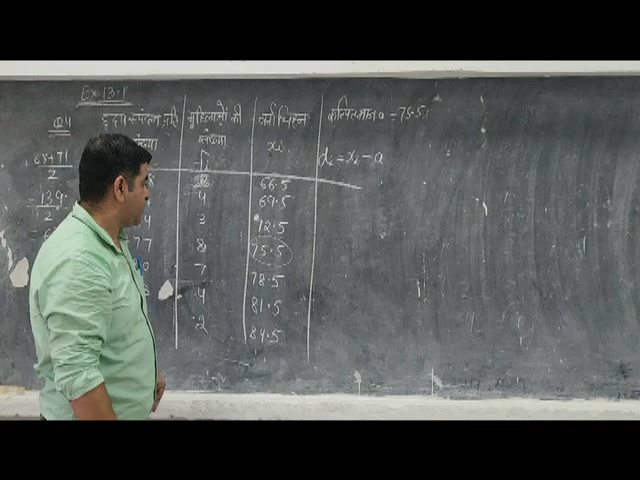 Ex 13.1
Q4 हृदय स्पंदन प्रति महिलाओं की वर्ग चिह्न कल्पित माध्य a = 75.5
संख्या
xi di = xi - a
68+71
2
= 139
2
2 66.5
4 69.5
3 72.5
77 8 75.5
7 78.5
4 81.5
2 84.5